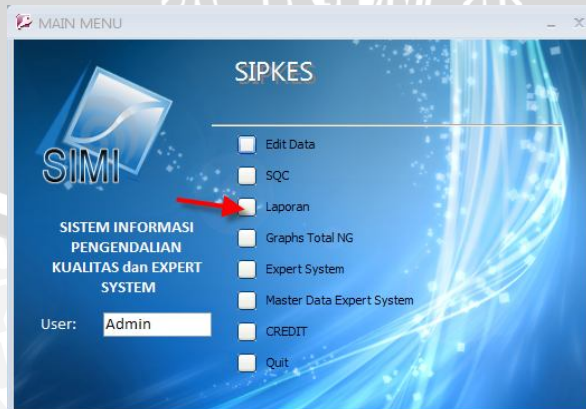 MAIN MENU
SIPKES
SIMI
SISTEM INFORMASI
PENGENDALIAN
KUALITAS dan EXPERT
SYSTEM
User: Admin
Edit Data
SQC
Laporan
Graphs Total NG
Expert System
Master Data Expert System
CREDIT
Quit